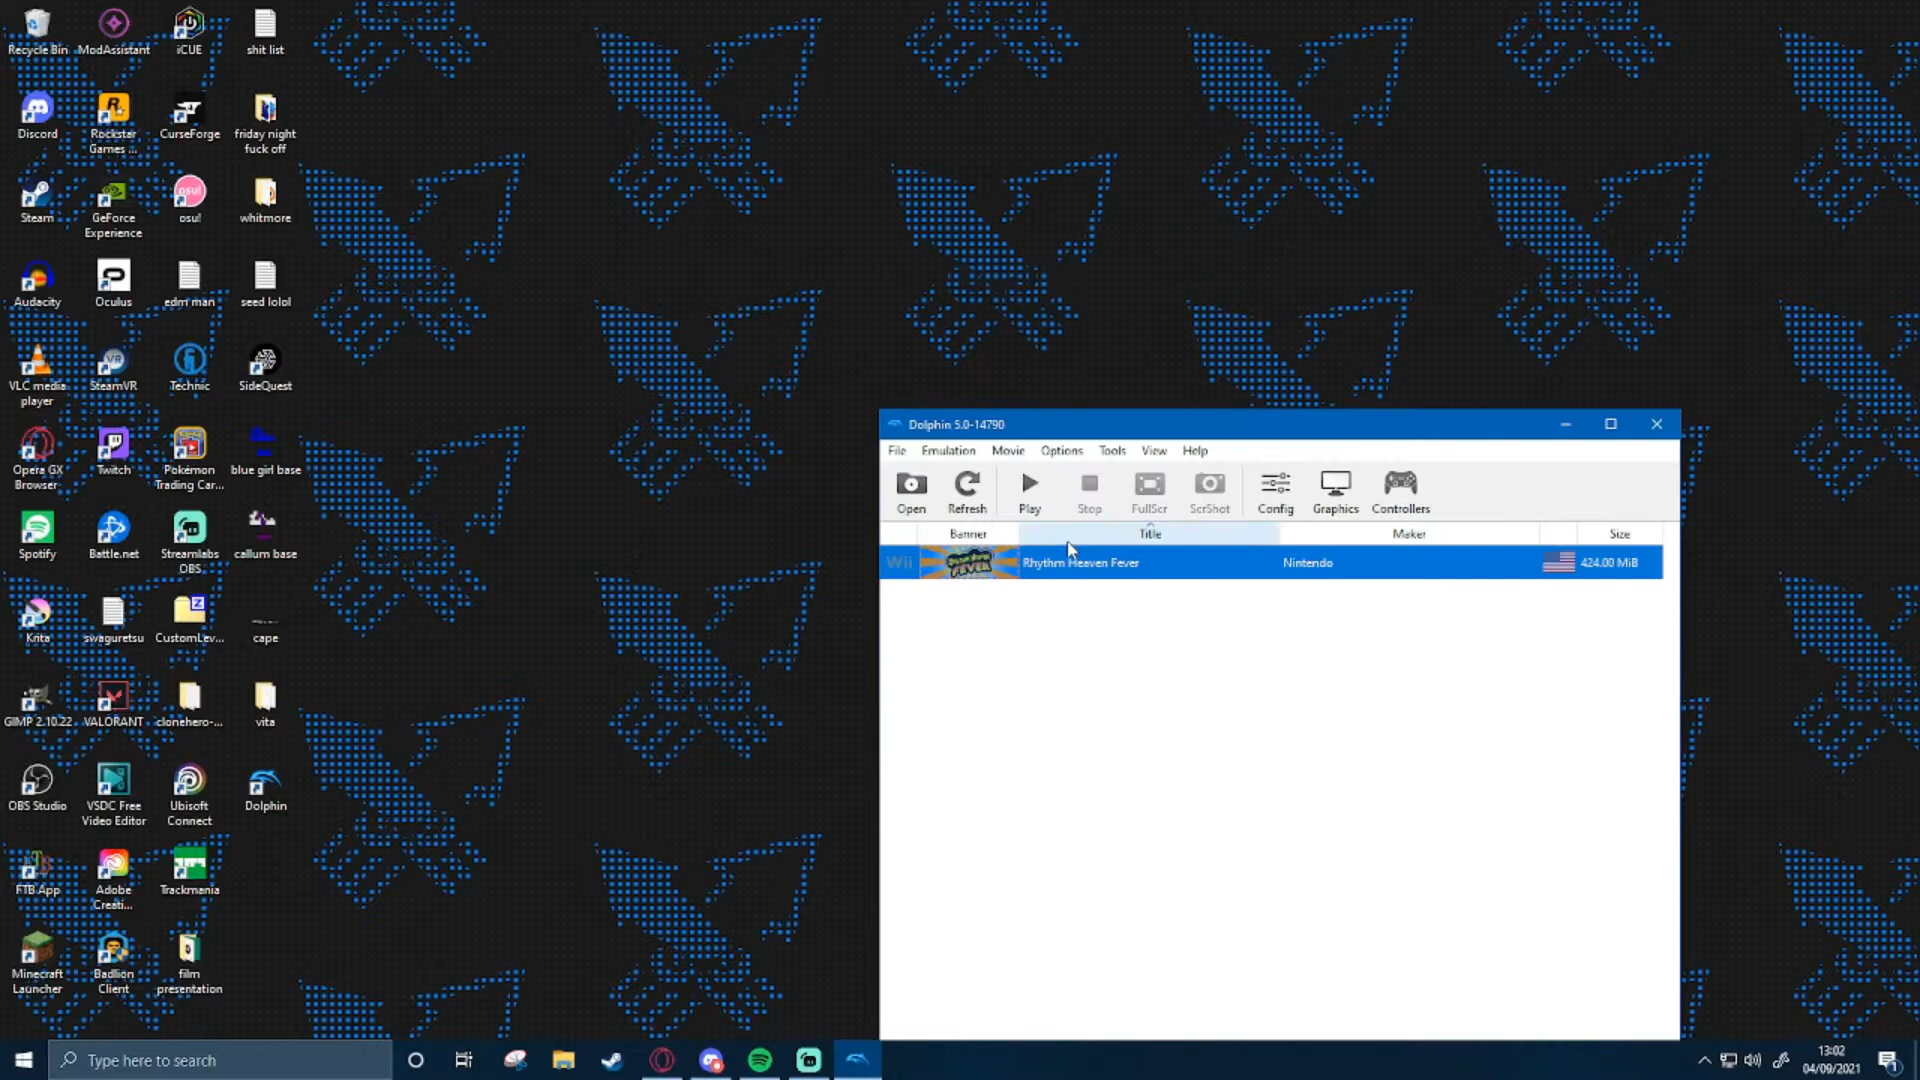 Recycle Bin
ModAssistant
iCUE
shit list
Discord
Rockstar
Games ...
CurseForge
friday night
fuck off
Steam
GeForce
Experience
osu!
osu!
whitmore
Audacity
Oculus
edm man
seed lolol
VLC media
player
VR
SteamVR
Technic
SideQuest
Opera GX
Browser
Twitch
Pokémon
Trading Car...
blue girl base
Spotify
Battle.net
Streamlabs
OBS
callum base
Krita
swaguretsu
CustomLev...
cape
GIMP 2.10.22
VALORANT
clonehero-...
vita
OBS Studio
VSDC Free
Video Editor
Ubisoft
Connect
Dolphin
FTB App
Adobe
Creati...
Trackmania
Minecraft
Launcher
Badlion
Client
film
presentation
Dolphin 5.0-14790
File Emulation Movie Options Tools View Help
Open Refresh Play Stop FullScr ScrShot Config Graphics Controllers
Banner Title Maker Size
Wii FEVER Rhythm Heaven Fever Nintendo 424.00 MiB
Type here to search
13:02
04/09/2021
1